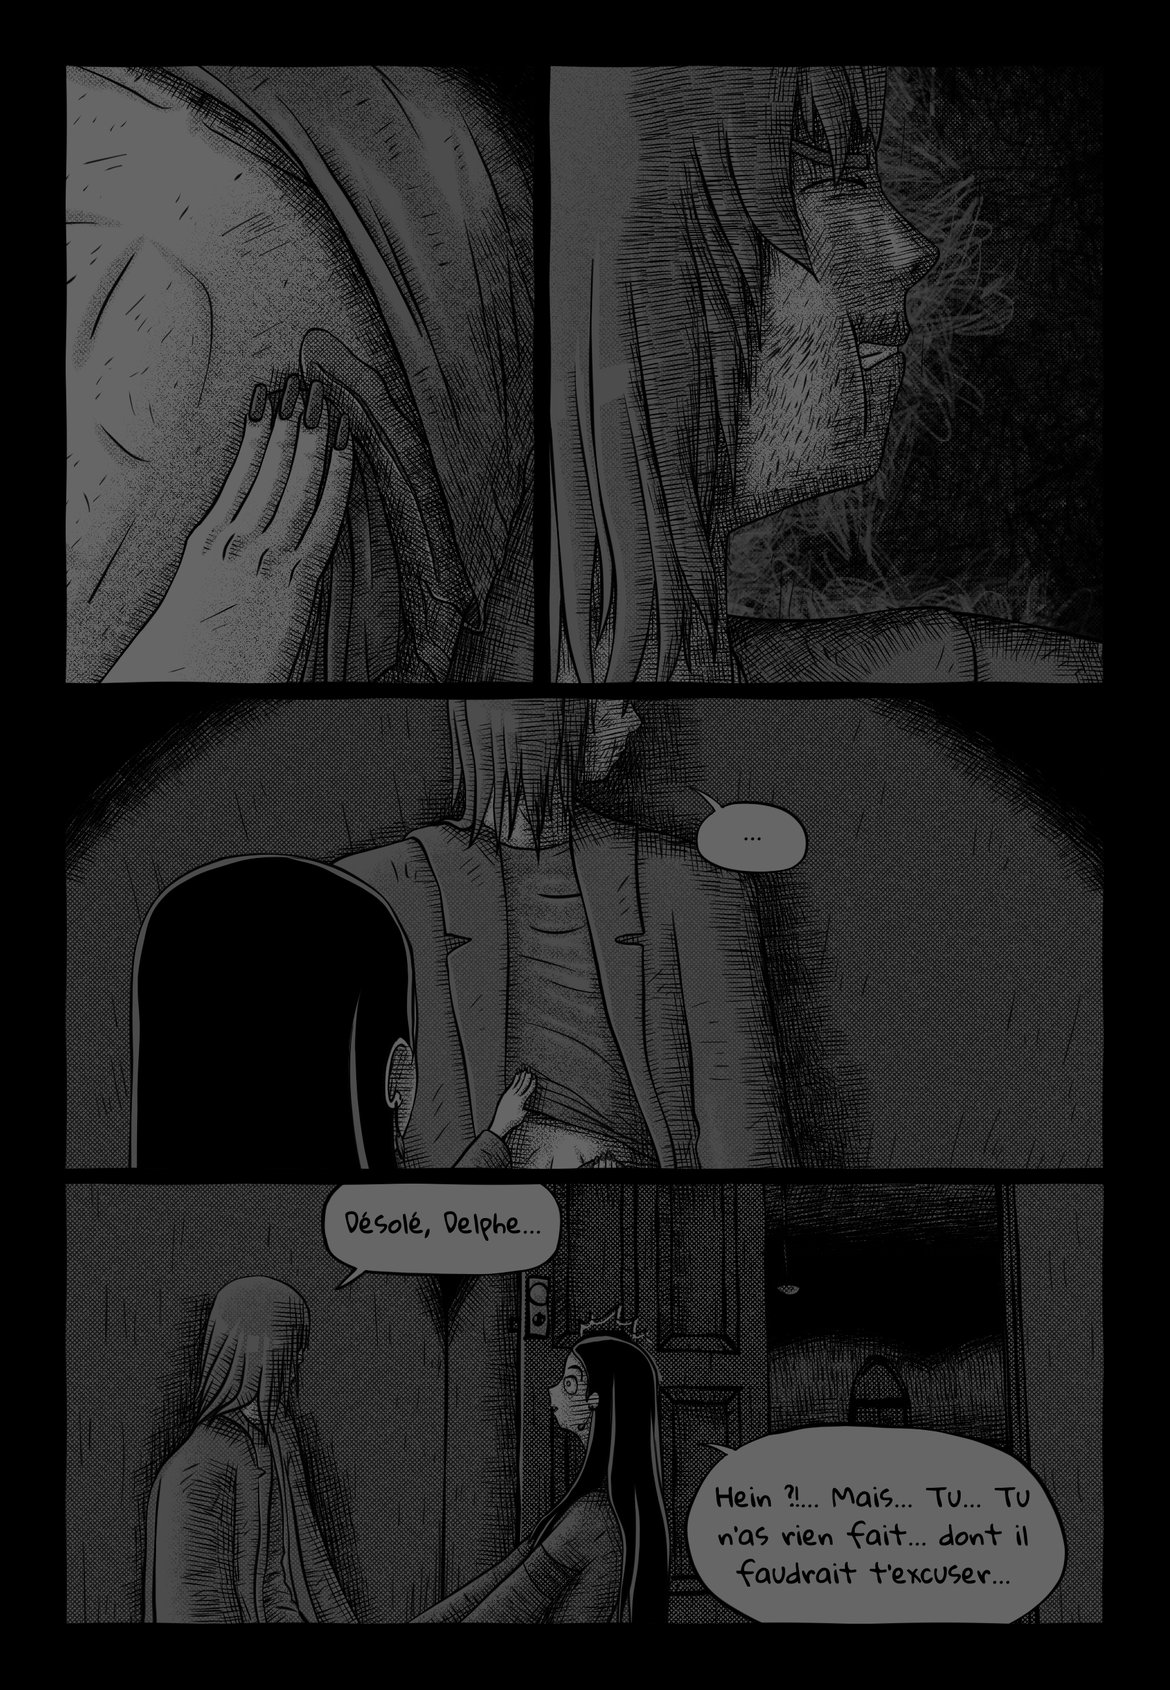 ...
Désolé, Delphe...
Hein ?!... Mais... Tu... Tu
n'as rien fait... dont il
faudrait t'excuser...